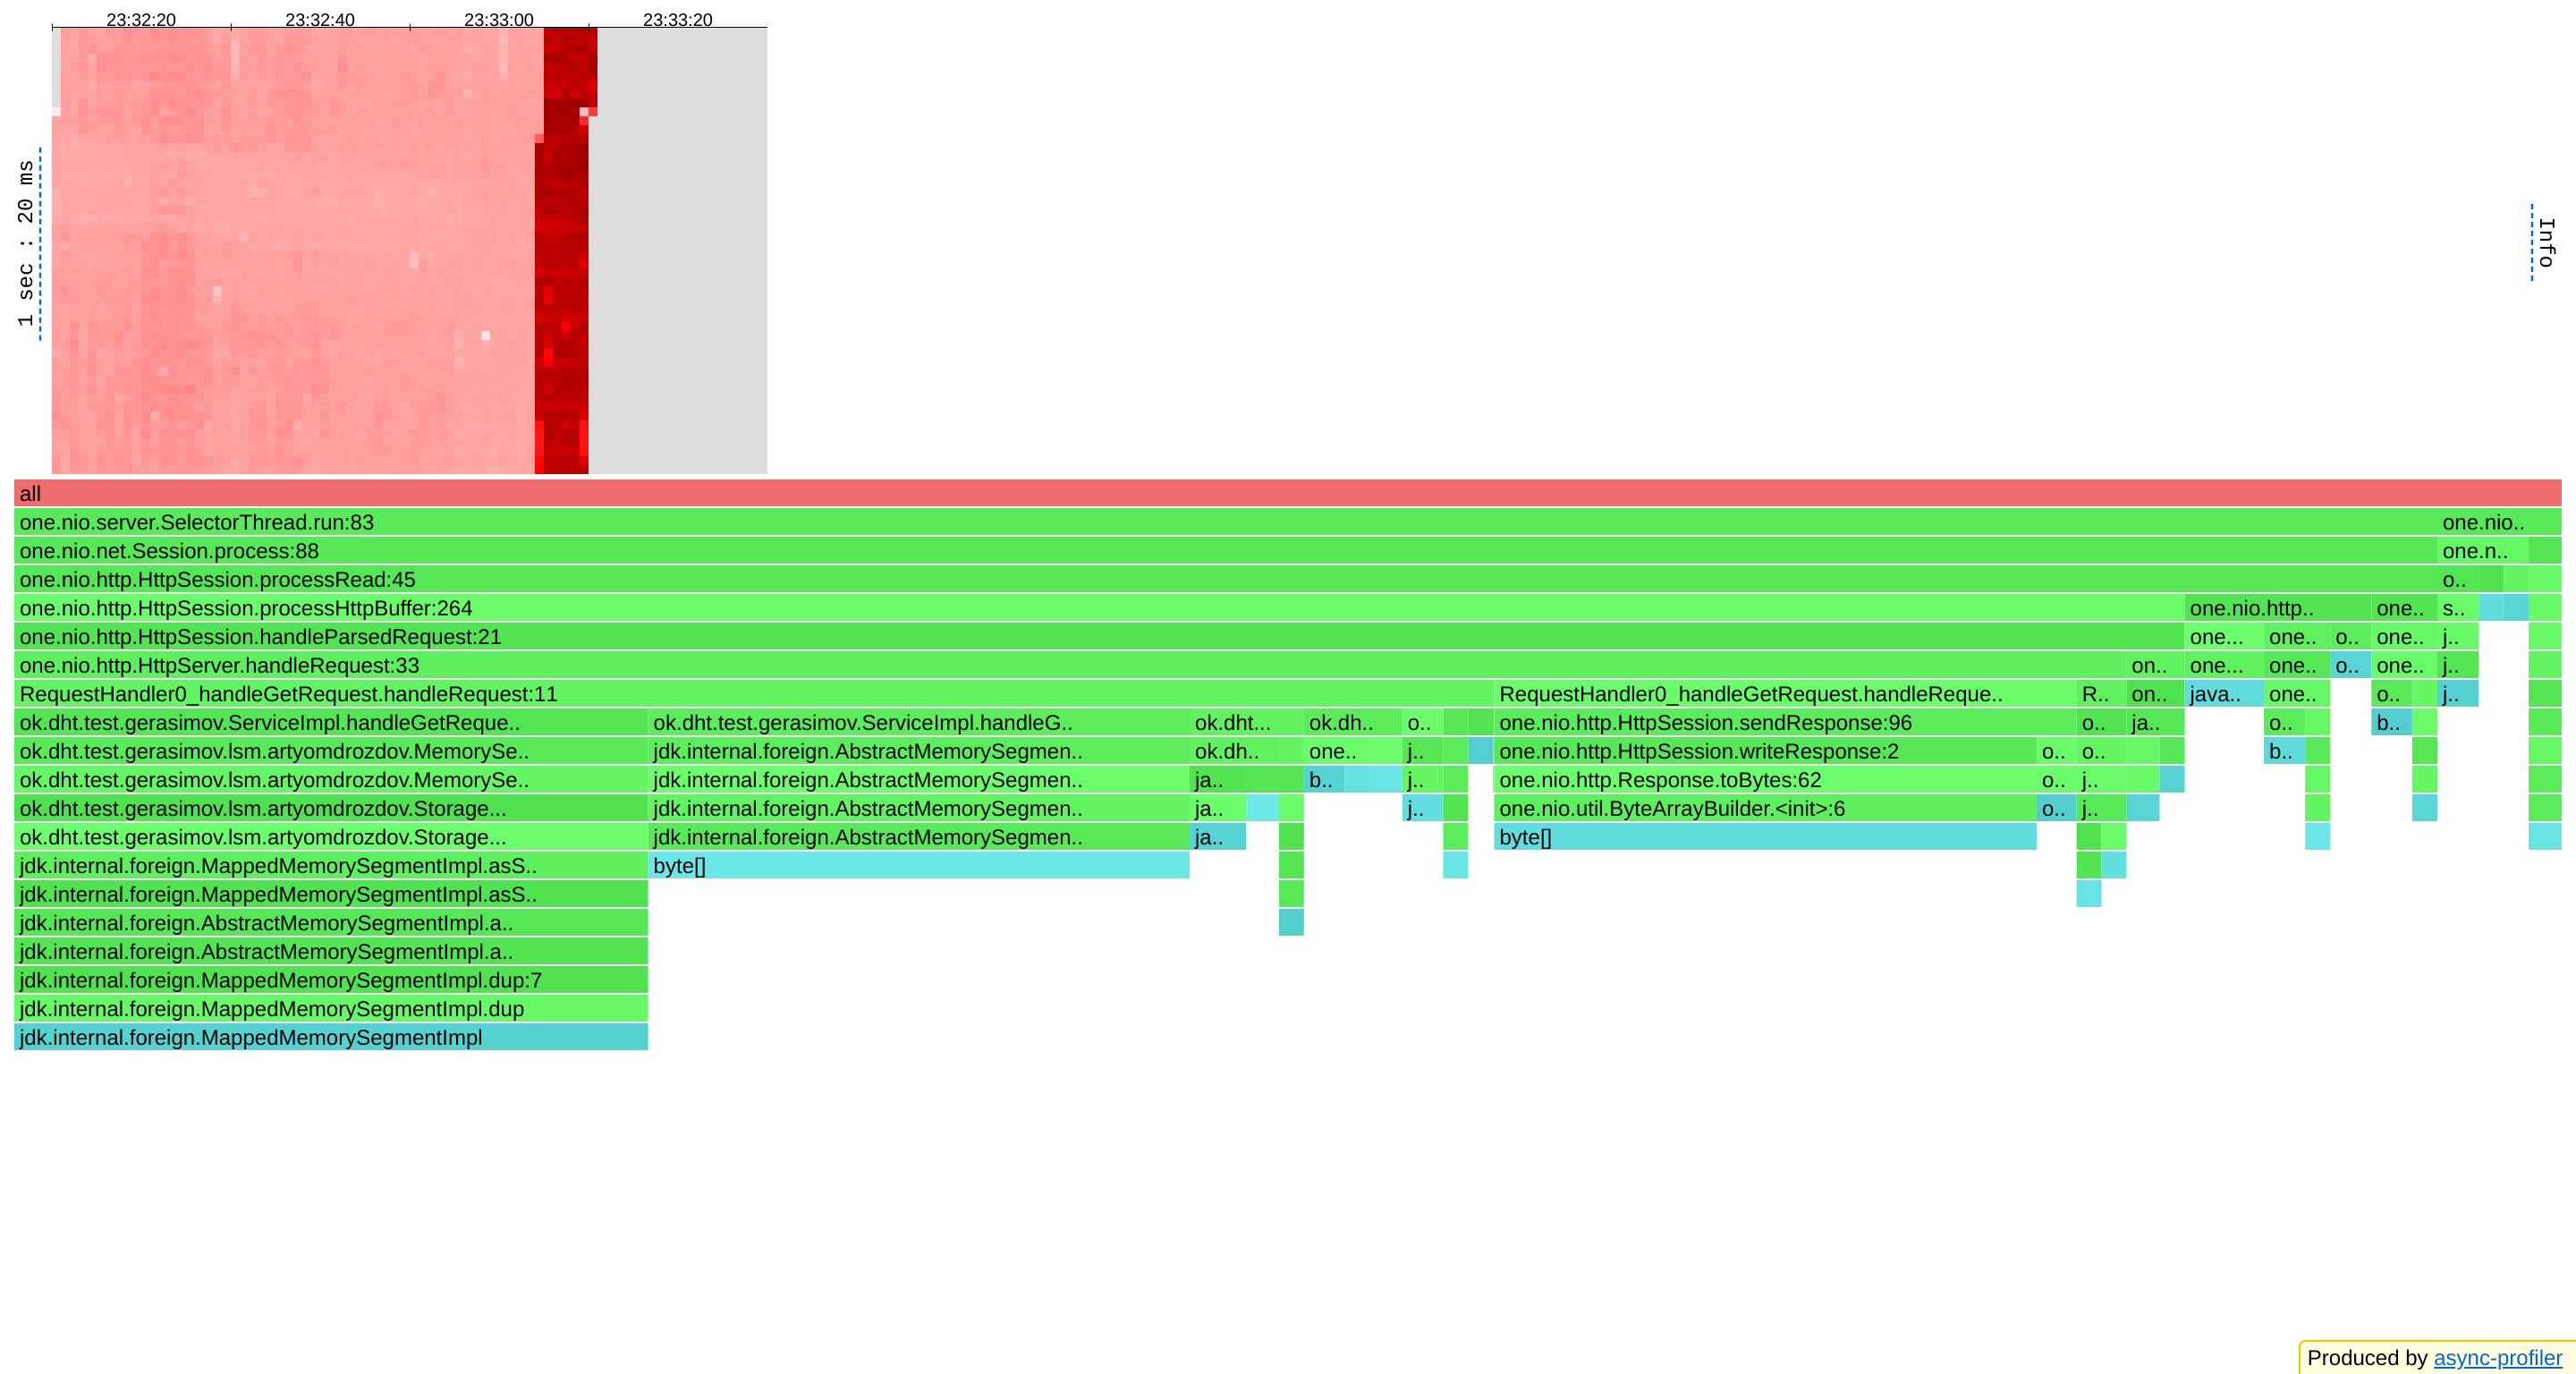 23:32:20 23:32:40 23:33:00 23:33:20
1 sec : 20 ms
Info
all
one.nio.server.SelectorThread.run:83 one.nio..
one.nio.net.Session.process:88 one.n..
one.nio.http.HttpSession.processRead:45 o..
one.nio.http.HttpSession.processHttpBuffer:264 one.nio.http.. one.. s..
one.nio.http.HttpSession.handleParsedRequest:21 one... one.. o.. one.. j..
one.nio.http.HttpServer.handleRequest:33 on.. one... one.. o.. one.. j..
RequestHandler0_handleGetRequest.handleRequest:11 RequestHandler0_handleGetRequest.handleReque.. R.. on.. java.. one.. o.. j..
ok.dht.test.gerasimov.ServiceImpl.handleGetReque.. ok.dht.test.gerasimov.ServiceImpl.handleG.. ok.dht... ok.dh.. o.. one.nio.http.HttpSession.sendResponse:96 o.. ja.. o.. b..
ok.dht.test.gerasimov.lsm.artyomdrozdov.MemorySe.. jdk.internal.foreign.AbstractMemorySegmen.. ok.dh.. one.. j.. one.nio.http.HttpSession.writeResponse:2 o.. o.. b..
ok.dht.test.gerasimov.lsm.artyomdrozdov.MemorySe.. jdk.internal.foreign.AbstractMemorySegmen.. ja.. b.. j.. one.nio.http.Response.toBytes:62 o.. j..
ok.dht.test.gerasimov.lsm.artyomdrozdov.Storage... jdk.internal.foreign.AbstractMemorySegmen.. ja.. j.. one.nio.util.ByteArrayBuilder.<init>:6 o.. j..
ok.dht.test.gerasimov.lsm.artyomdrozdov.Storage... jdk.internal.foreign.AbstractMemorySegmen.. ja.. byte[]
jdk.internal.foreign.MappedMemorySegmentImpl.asS.. byte[]
jdk.internal.foreign.MappedMemorySegmentImpl.asS..
jdk.internal.foreign.AbstractMemorySegmentImpl.a..
jdk.internal.foreign.AbstractMemorySegmentImpl.a..
jdk.internal.foreign.MappedMemorySegmentImpl.dup:7
jdk.internal.foreign.MappedMemorySegmentImpl.dup
jdk.internal.foreign.MappedMemorySegmentImpl
Produced by async-profiler